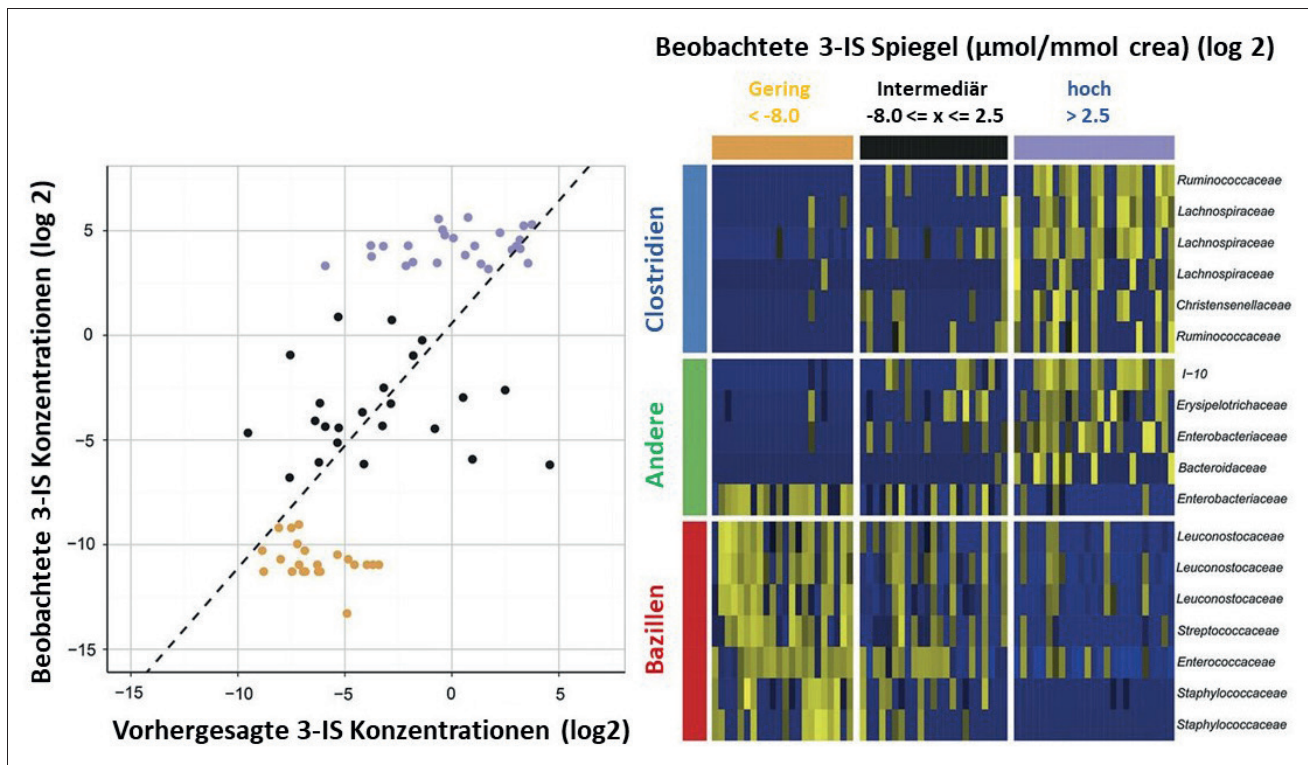 Beobachtete 3-IS Spiegel (µmol/mmol crea) (log 2)
Gering
< -8.0
Intermediär
-8.0 <= x <= 2.5
hoch
> 2.5
Beobachtete 3-IS Konzentrationen (log 2)
5
0
−5
−10
−15
−15
−10
−5
0
5
Vorhergesagte 3-IS Konzentrationen (log2)
Clostridien
Ruminococcaceae
Lachnospiraceae
Lachnospiraceae
Lachnospiraceae
Christensenellaceae
Ruminococcaceae
Andere
I−10
Erysipelotrichaceae
Enterobacteriaceae
Bacteroidaceae
Enterobacteriaceae
Bazillen
Leuconostocaceae
Leuconostocaceae
Leuconostocaceae
Streptococcaceae
Enterococcaceae
Staphylococcaceae
Staphylococcaceae